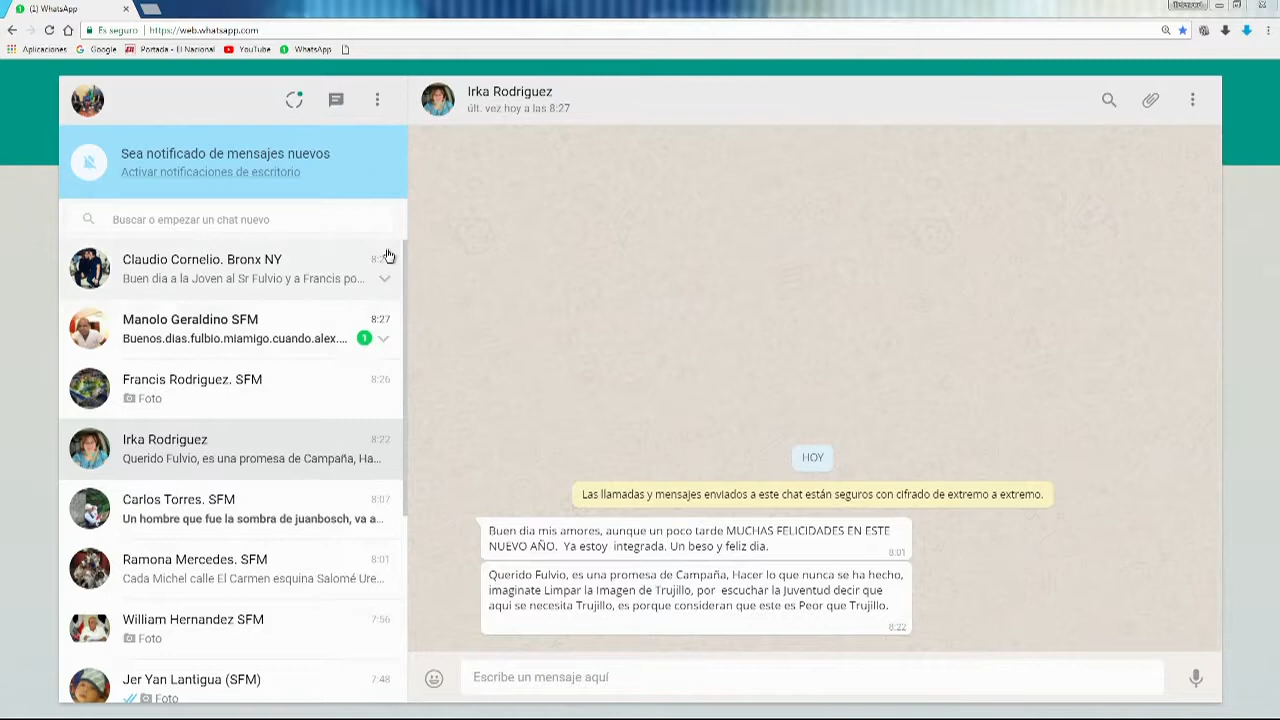 (1) WhatsApp
Es seguro
https://web.whatsapp.com
Aplicaciones
Google
Portada - El Nacional
YouTube
WhatsApp
Irka Rodriguez
últ. vez hoy a las 8:27
Sea notificado de mensajes nuevos
Activar notificaciones de escritorio
Buscar o empezar un chat nuevo
Claudio Cornelio. Bronx NY
Buen dia a la Joven al Sr Fulvio y a Francis po...
Manolo Geraldino SFM 8:27
Buenos.dias.fulbio.miamigo.cuando.alex.... 1
Francis Rodriguez. SFM 8:26
Foto
Irka Rodriguez 8:22
Querido Fulvio, es una promesa de Campaña, Ha...
Carlos Torres. SFM 8:07
Un hombre que fue la sombra de juanbosch, va a...
Ramona Mercedes. SFM 8:01
Cada Michel calle El Carmen esquina Salomé Ure...
William Hernandez SFM 7:56
Foto
Jer Yan Lantigua (SFM) 7:48
Foto
HOY
Las llamadas y mensajes enviados a este chat están seguros con cifrado de extremo a extremo.
Buen dia mis amores, aunque un poco tarde MUCHAS FELICIDADES EN ESTE
NUEVO AÑO. Ya estoy integrada. Un beso y feliz dia.
8:01
Querido Fulvio, es una promesa de Campaña, Hacer lo que nunca se ha hecho,
imaginate Limpar la Imagen de Trujillo, por escuchar la Juventud decir que
aqui se necesita Trujillo, es porque consideran que este es Peor que Trujillo.
8:22
Escribe un mensaje aquí